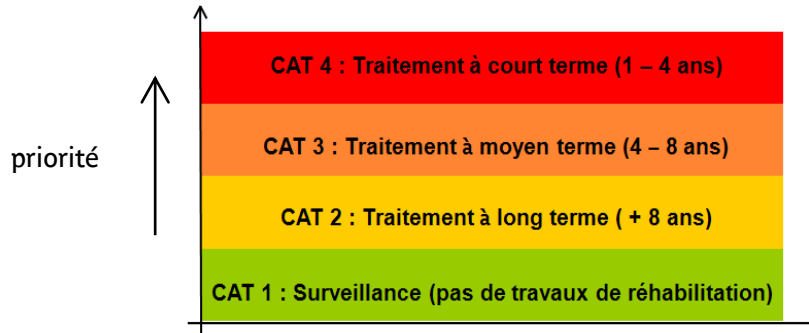 CAT 4 : Traitement à court terme (1 – 4 ans)
priorité
CAT 3 : Traitement à moyen terme (4 – 8 ans)
CAT 2 : Traitement à long terme ( + 8 ans)
CAT 1 : Surveillance (pas de travaux de réhabilitation)